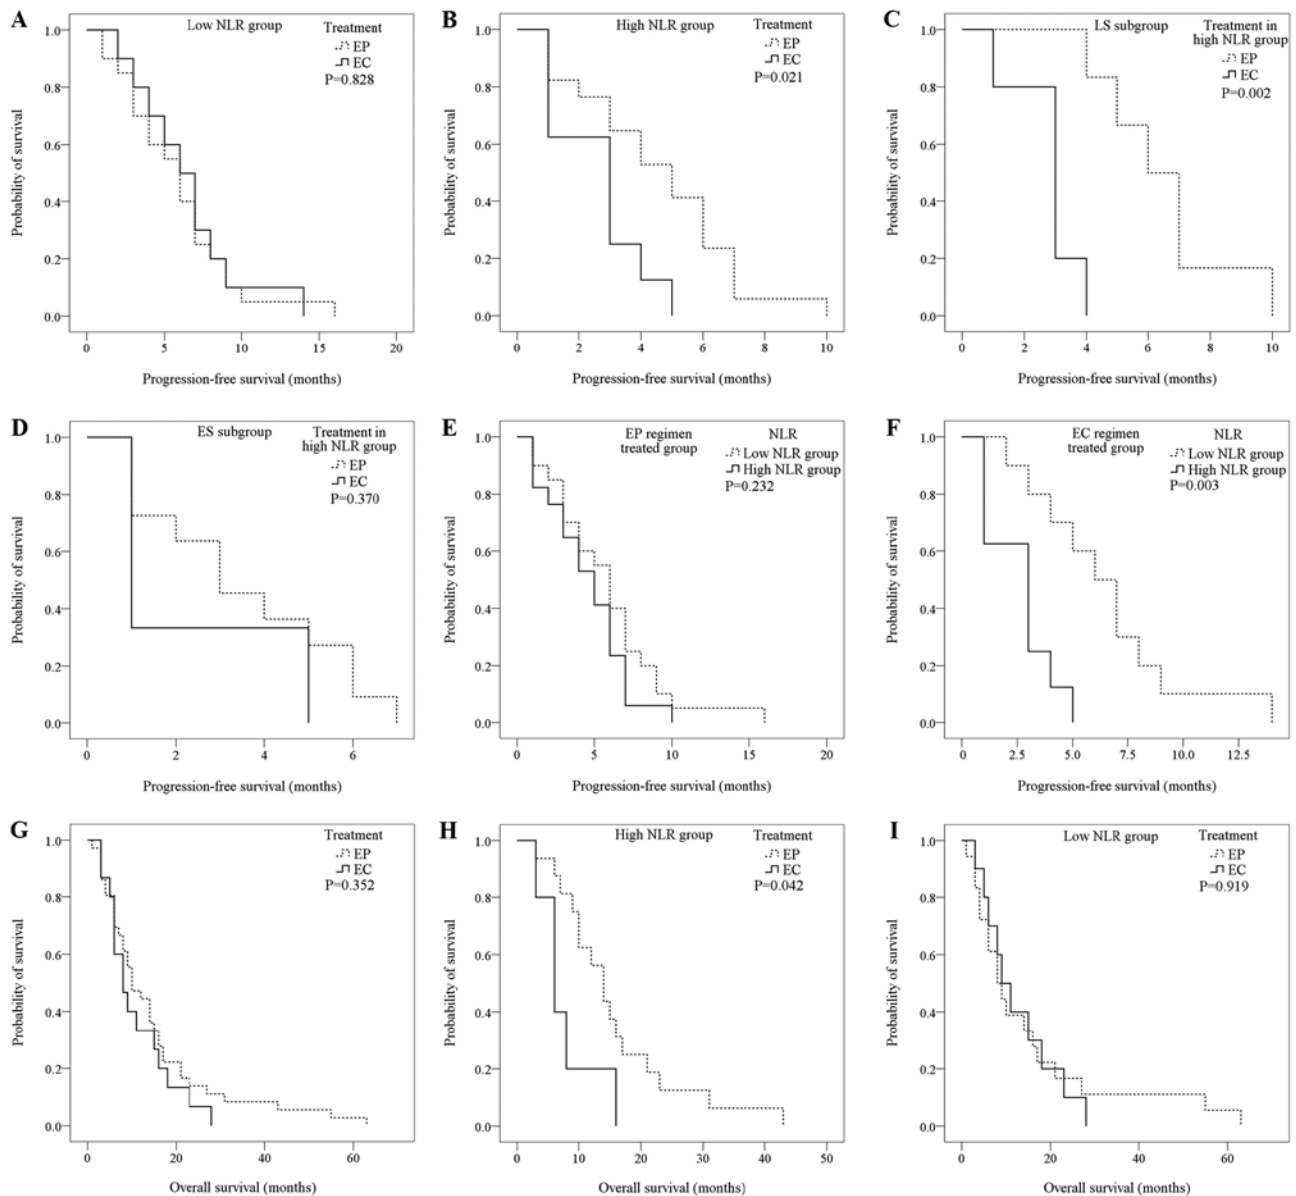 A
Low NLR group
Treatment
EP
EC
P=0.828
1.0
0.8
0.6
0.4
0.2
0.0
Probability of survival
0 5 10 15 20
Progression-free survival (months)
B
High NLR group
Treatment
EP
EC
P=0.021
1.0
0.8
0.6
0.4
0.2
0.0
Probability of survival
0 2 4 6 8 10
Progression-free survival (months)
C
LS subgroup
Treatment in
high NLR group
EP
EC
P=0.002
1.0
0.8
0.6
0.4
0.2
0.0
Probability of survival
0 2 4 6 8 10
Progression-free survival (months)
D
ES subgroup
Treatment in
high NLR group
EP
EC
P=0.370
1.0
0.8
0.6
0.4
0.2
0.0
Probability of survival
0 2 4 6
Progression-free survival (months)
E
EP regimen
treated group
NLR
Low NLR group
High NLR group
P=0.232
1.0
0.8
0.6
0.4
0.2
0.0
Probability of survival
0 5 10 15 20
Progression-free survival (months)
F
EC regimen
treated group
NLR
Low NLR group
High NLR group
P=0.003
1.0
0.8
0.6
0.4
0.2
0.0
Probability of survival
0 2.5 5.0 7.5 10.0 12.5
Progression-free survival (months)
G
Treatment
EP
EC
P=0.352
1.0
0.8
0.6
0.4
0.2
0.0
Probability of survival
0 20 40 60
Overall survival (months)
H
High NLR group
Treatment
EP
EC
P=0.042
1.0
0.8
0.6
0.4
0.2
0.0
Probability of survival
0 10 20 30 40 50
Overall survival (months)
I
Low NLR group
Treatment
EP
EC
P=0.919
1.0
0.8
0.6
0.4
0.2
0.0
Probability of survival
0 20 40 60
Overall survival (months)